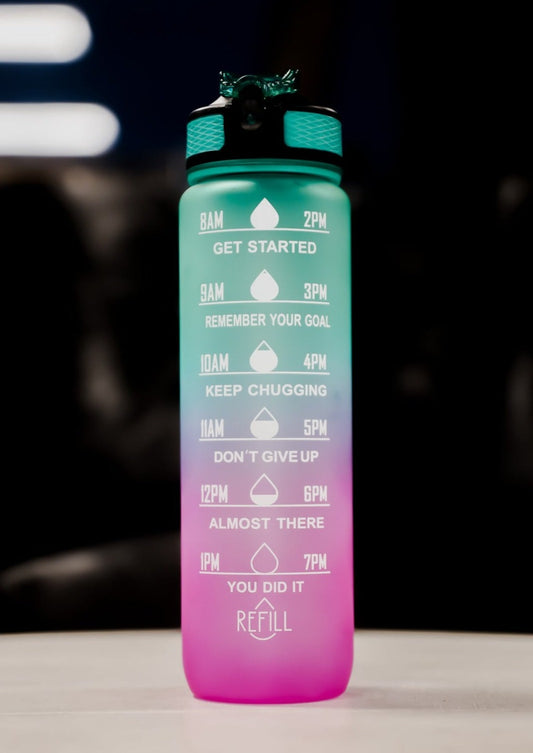 8AM 2PM
GET STARTED
9AM 3PM
REMEMBER YOUR GOAL
10AM 4PM
KEEP CHUGGING
11AM 5PM
DON'T GIVE UP
12PM 6PM
ALMOST THERE
1PM 7PM
YOU DID IT
REFILL